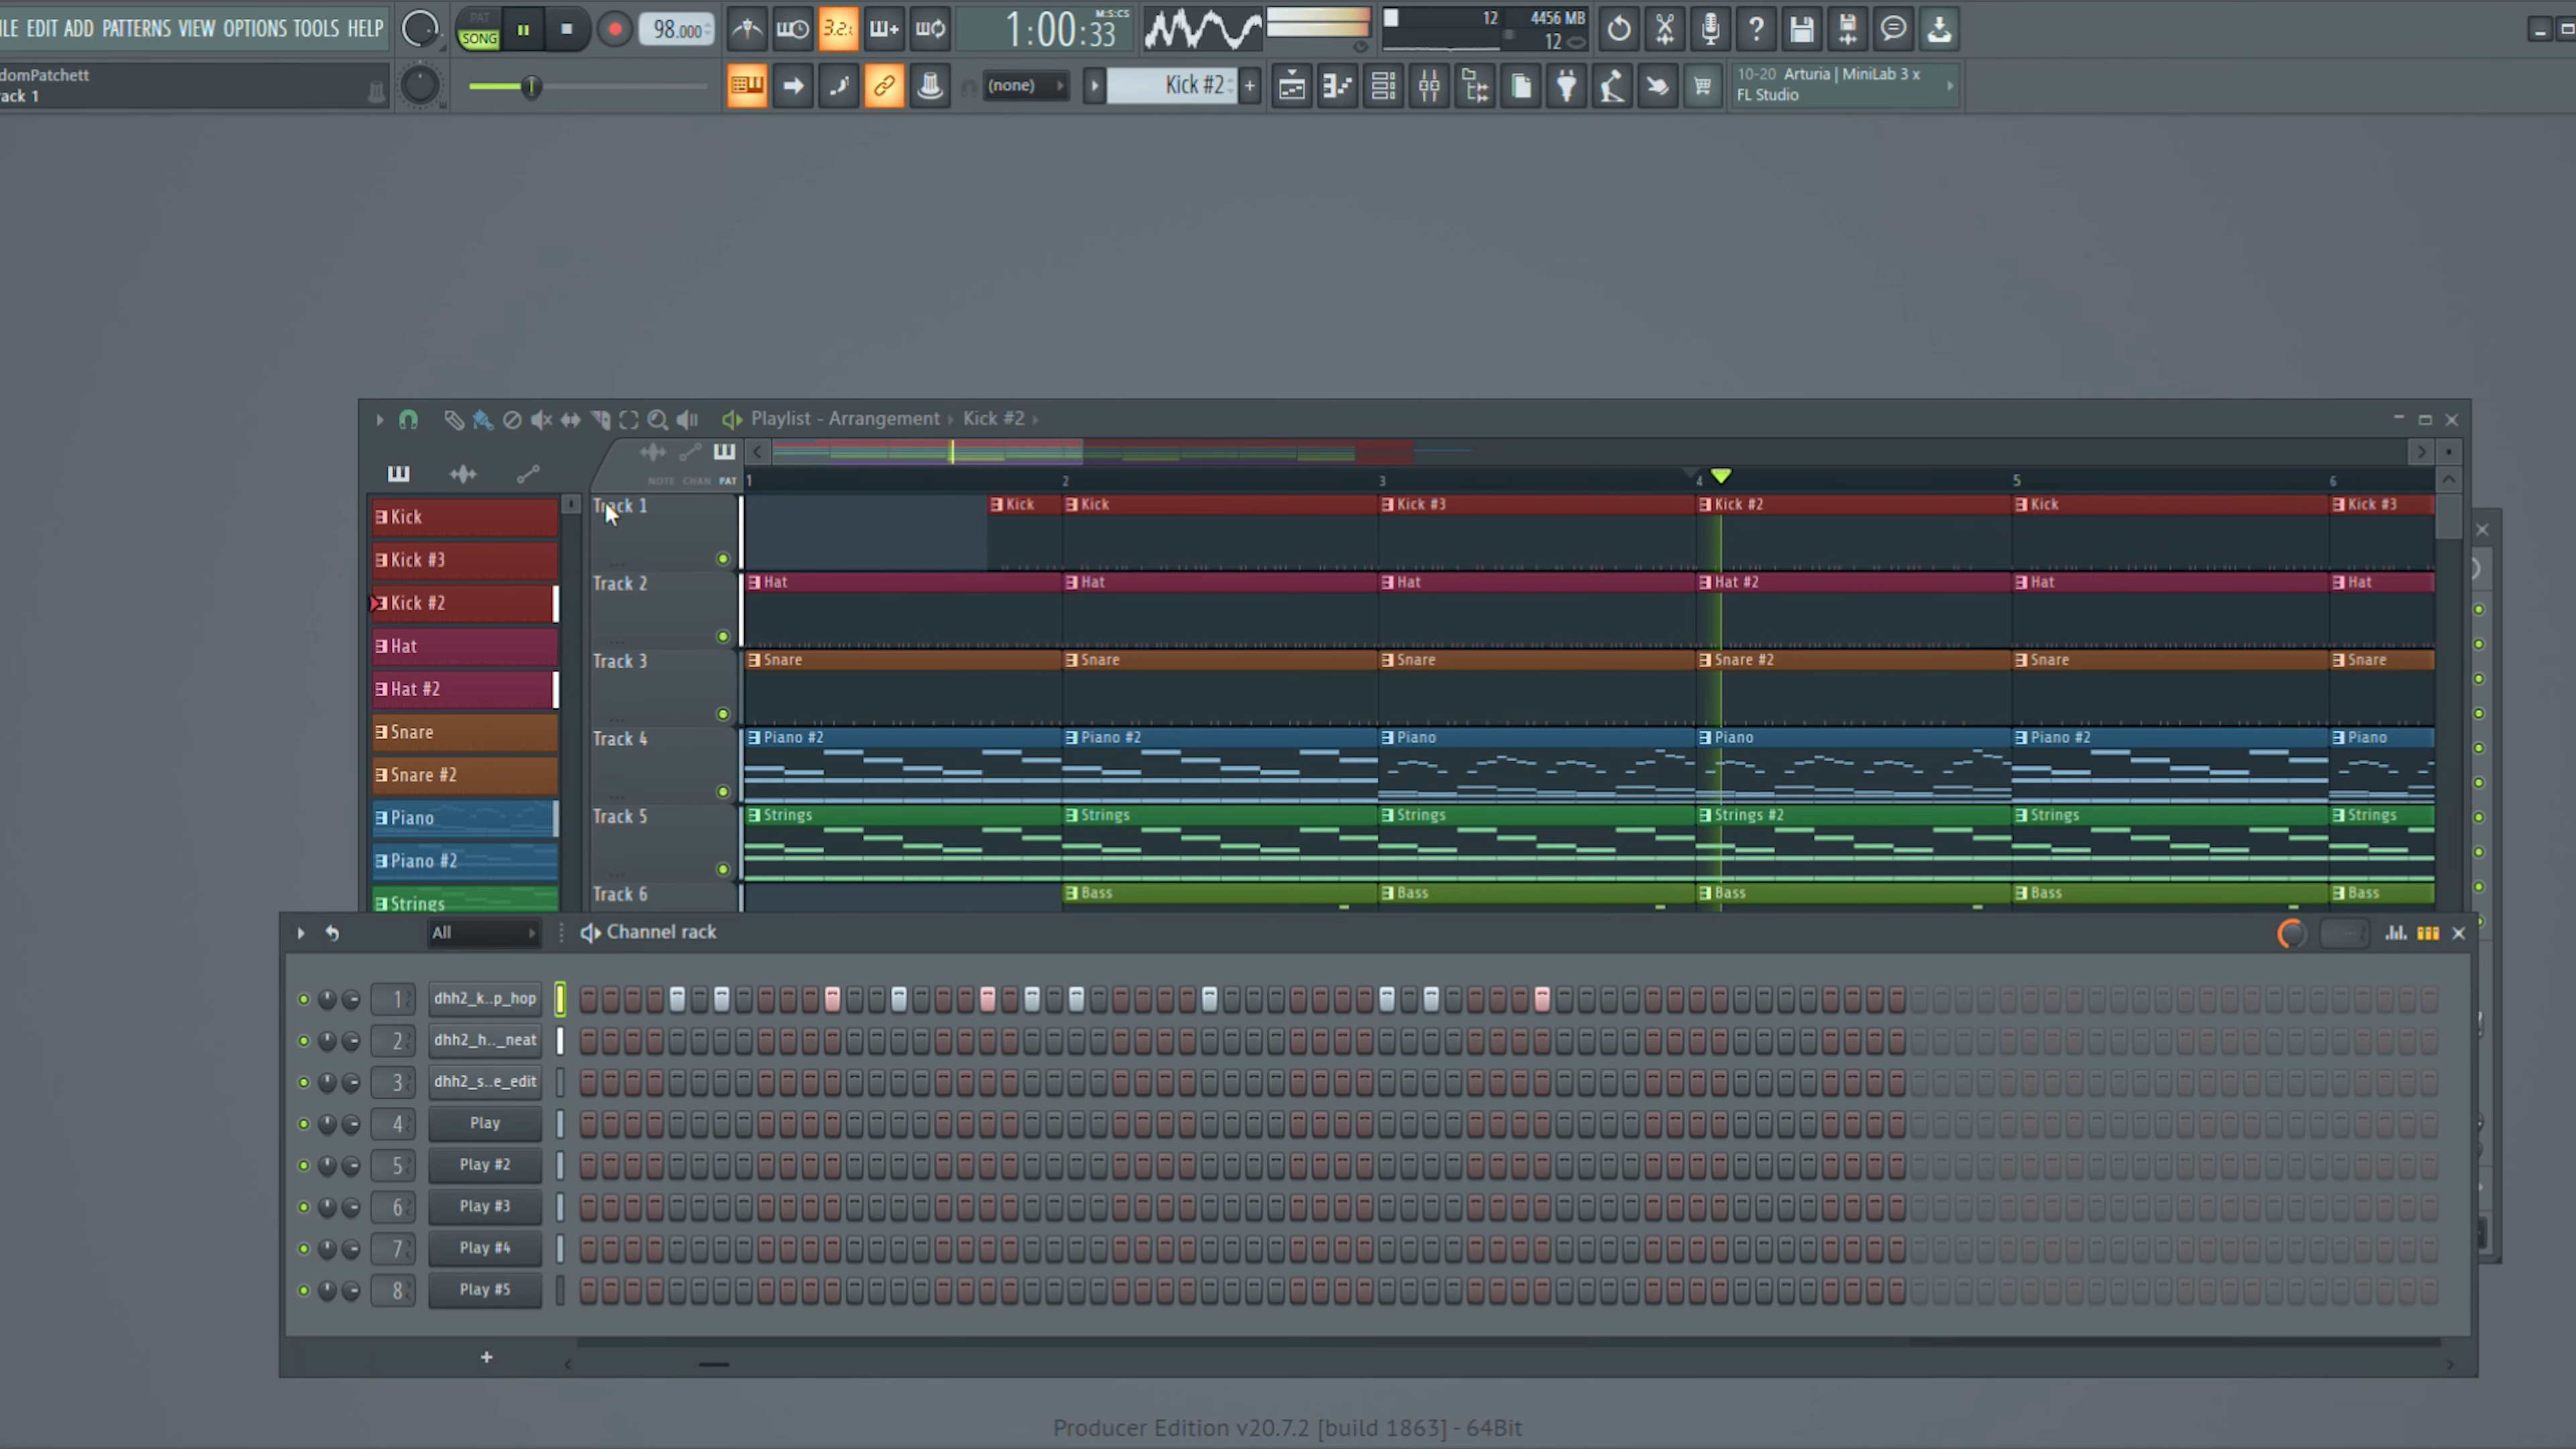 ILE EDIT ADD PATTERNS VIEW OPTIONS TOOLS HELP
PAT
SONG
98.000
3.2.
M:S:CS
1:00:33
12
4456 MB
12
domPatchett
rack 1
(none)
Kick #2
+
10-20 Arturia | MiniLab 3 x
FL Studio
Playlist - Arrangement › Kick #2 ›
NOTE CHAN PAT
1 2 3 4 5 6
Kick
Kick #3
Kick #2
Hat
Hat #2
Snare
Snare #2
Piano
Piano #2
Strings
Track 1
Kick Kick Kick #3 Kick #2 Kick Kick #3
Track 2
Hat Hat Hat Hat #2 Hat Hat
Track 3
Snare Snare Snare Snare #2 Snare Snare
Track 4
Piano #2 Piano #2 Piano Piano Piano #2 Piano
Track 5
Strings Strings Strings Strings #2 Strings Strings
Track 6
Bass Bass Bass Bass Bass
All
Channel rack
1 dhh2_k..p_hop
2 dhh2_h.._neat
3 dhh2_s..e_edit
4 Play
5 Play #2
6 Play #3
7 Play #4
8 Play #5
+
Producer Edition v20.7.2 [build 1863] - 64Bit